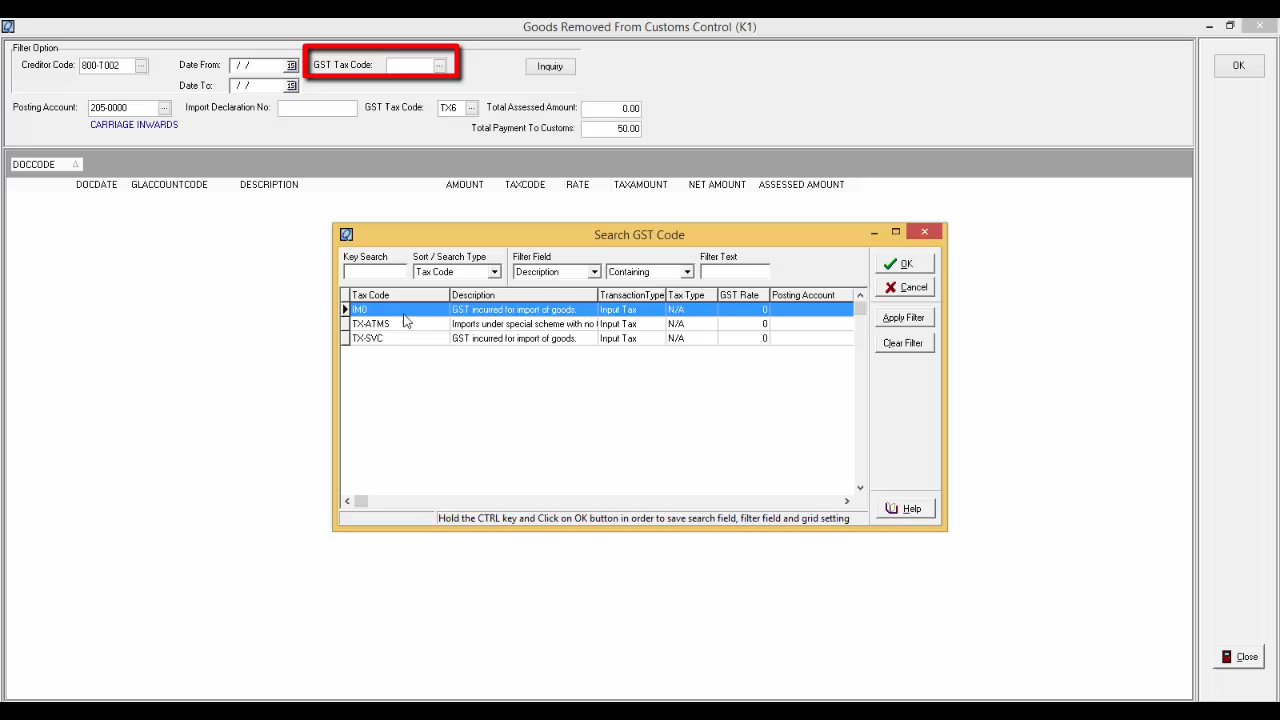 Goods Removed From Customs Control (K1)
Filter Option
Creditor Code: 800-T002 ... Date From: / / 15 GST Tax Code: ... Inquiry OK
Date To: / / 15
Posting Account: 205-0000 ... Import Declaration No: GST Tax Code: TX6 ... Total Assessed Amount: 0.00
CARRIAGE INWARDS Total Payment To Customs: 50.00
DOCCODE
DOCDATE GLACCOUNTCODE DESCRIPTION AMOUNT TAXCODE RATE TAXAMOUNT NET AMOUNT ASSESSED AMOUNT
Search GST Code
Key Search Sort / Search Type Filter Field Filter Text
Tax Code Description Containing OK
Cancel
Tax Code Description TransactionType Tax Type GST Rate Posting Account
IM0 GST incurred for import of goods. Input Tax N/A 0
TX-ATMS Imports under special scheme with no Input Tax N/A 0
TX-SVC GST incurred for import of goods. Input Tax N/A 0
Apply Filter
Clear Filter
Help
Hold the CTRL key and Click on OK button in order to save search field, filter field and grid setting
Close